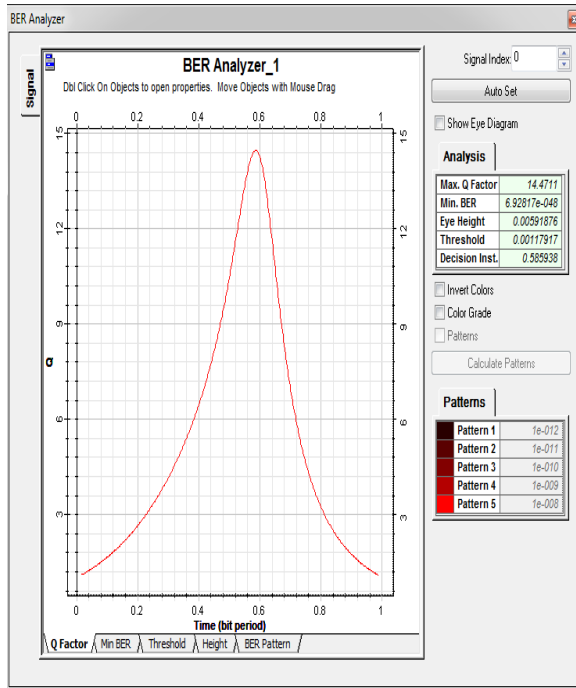 BER Analyzer
Signal
BER Analyzer_1
Dbl Click On Objects to open properties. Move Objects with Mouse Drag
0 0.2 0.4 0.6 0.8 1
15 15
12 12
9 9
Q
6 6
3 3
0 0.2 0.4 0.6 0.8 1
Time (bit period)
Q Factor Min BER Threshold Height BER Pattern
Signal Index: 0
Auto Set
Show Eye Diagram
Analysis
Max. Q Factor 14.4711
Min. BER 6.92817e-048
Eye Height 0.00591876
Threshold 0.00117917
Decision Inst. 0.585938
Invert Colors
Color Grade
Patterns
Calculate Patterns
Patterns
Pattern 1 1e-012
Pattern 2 1e-011
Pattern 3 1e-010
Pattern 4 1e-009
Pattern 5 1e-008